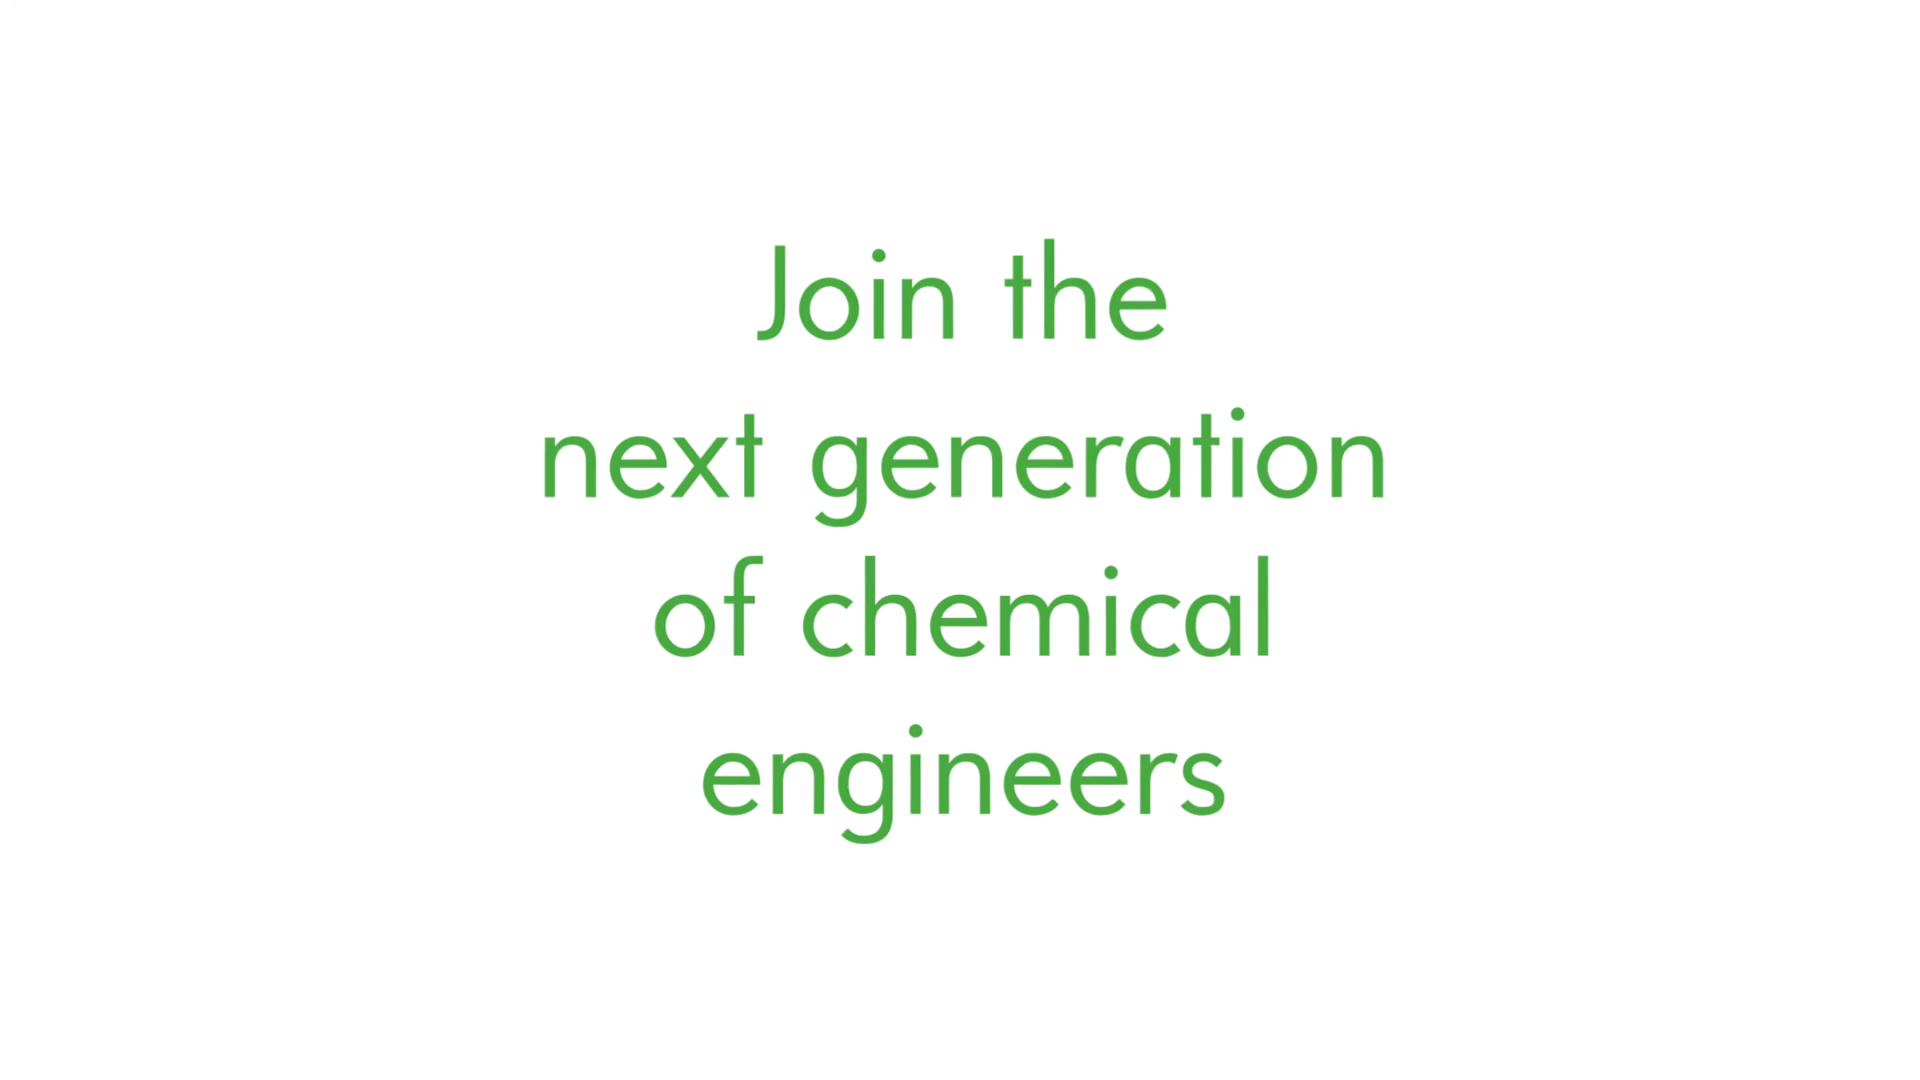 Join the
next generation
of chemical
engineers